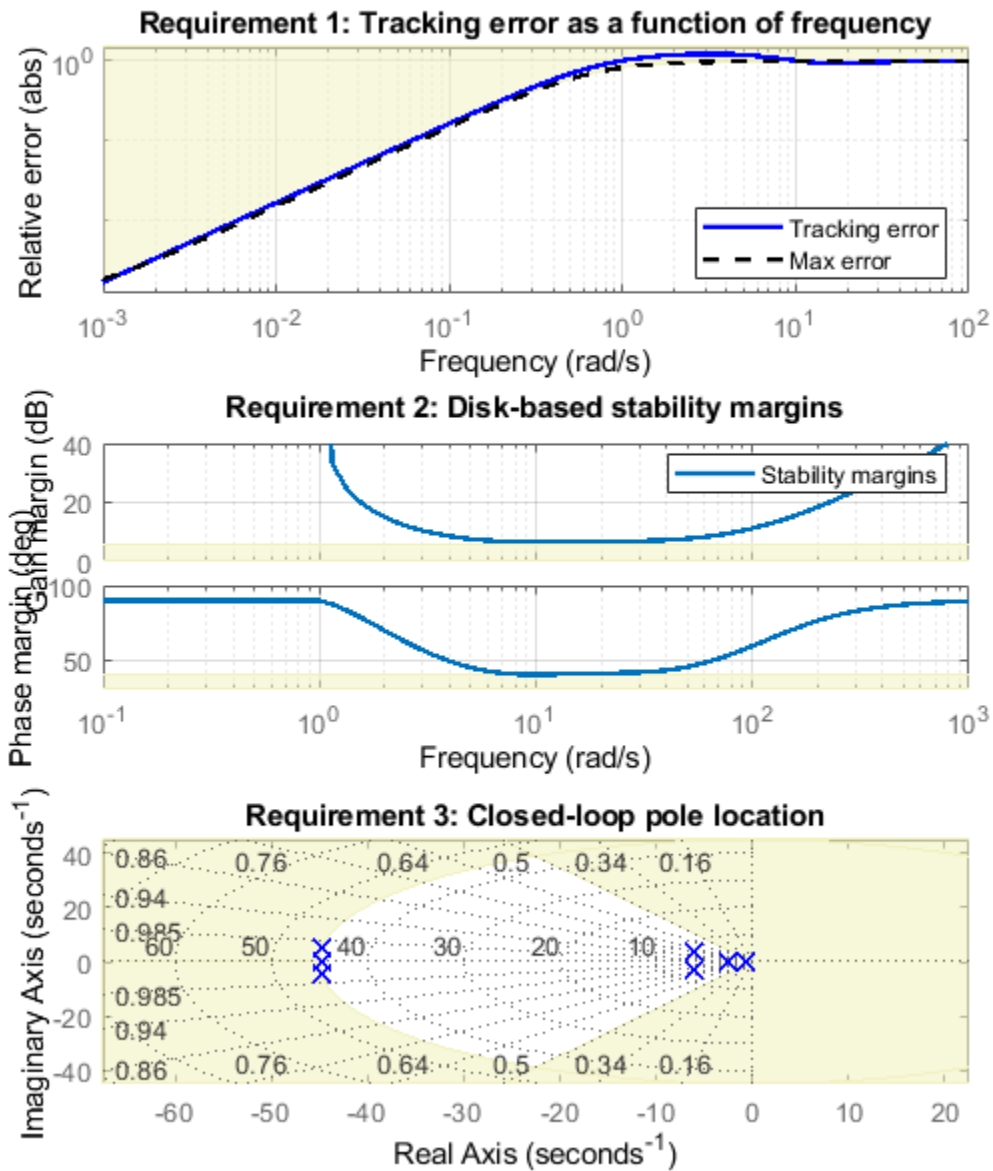 Requirement 1: Tracking error as a function of frequency
10^0
Relative error (abs)
Tracking error
Max error
10^-3 10^-2 10^-1 10^0 10^1 10^2
Frequency (rad/s)
Requirement 2: Disk-based stability margins
Gain margin (dB)
40
20
0
Stability margins
Phase margin (deg)
100
50
10^-1 10^0 10^1 10^2 10^3
Frequency (rad/s)
Requirement 3: Closed-loop pole location
Imaginary Axis (seconds^-1)
40
20
0
-20
-40
0.86 0.76 0.64 0.5 0.34 0.16
0.94
0.985
60 50 40 30 20 10
0.985
0.94
0.86 0.76 0.64 0.5 0.34 0.16
-60 -50 -40 -30 -20 -10 0 10 20
Real Axis (seconds^-1)